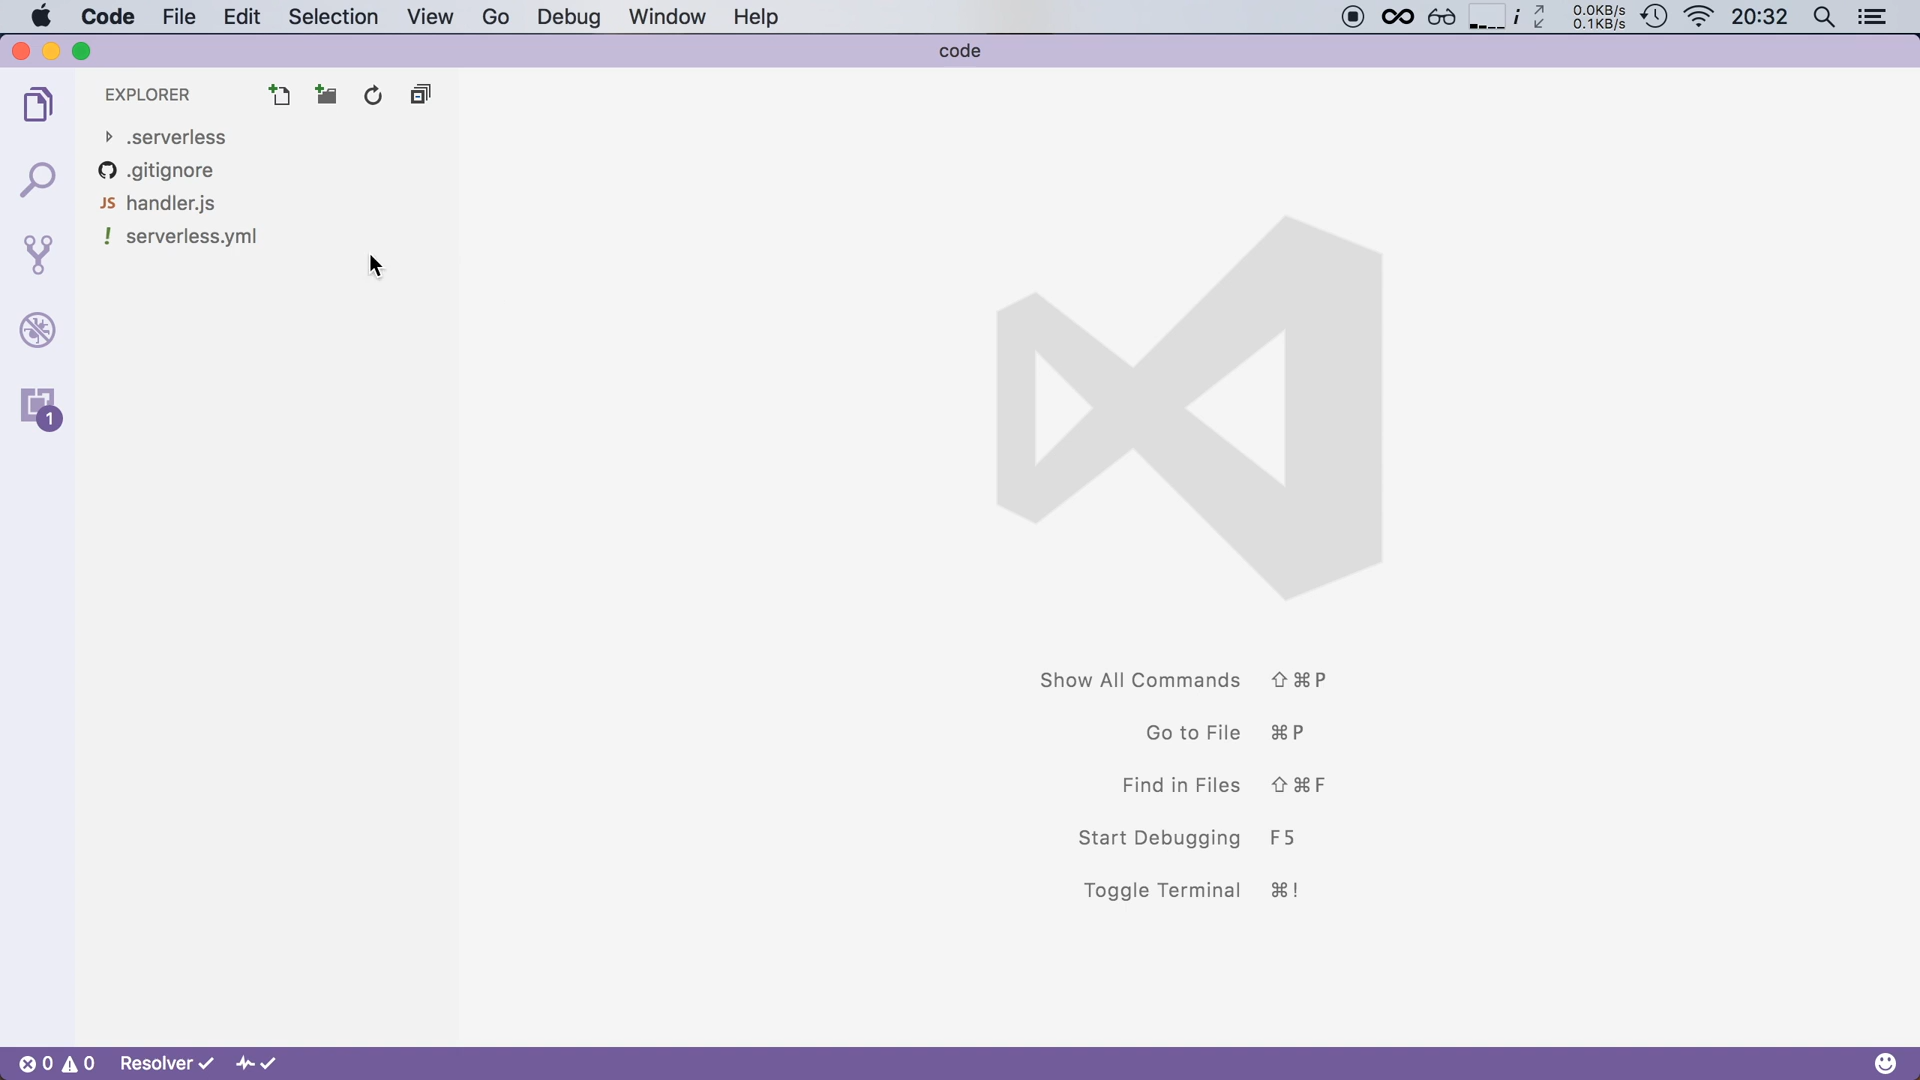 Code File Edit Selection View Go Debug Window Help
i 0.0KB/s
0.1KB/s
20:32
code
EXPLORER
.serverless
.gitignore
JS handler.js
! serverless.yml
1
Show All Commands ⇧⌘P
Go to File ⌘P
Find in Files ⇧⌘F
Start Debugging F5
Toggle Terminal ⌘!
0 0 Resolver ✓ ✓